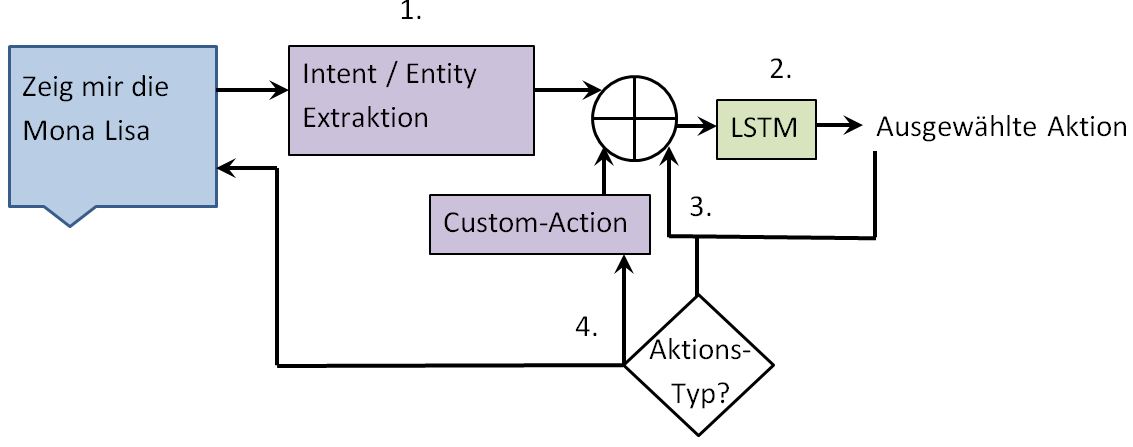 1.
Zeig mir die
Mona Lisa
Intent / Entity
Extraktion
2.
LSTM
Ausgewählte Aktion
Custom-Action
3.
4.
Aktions-
Typ?